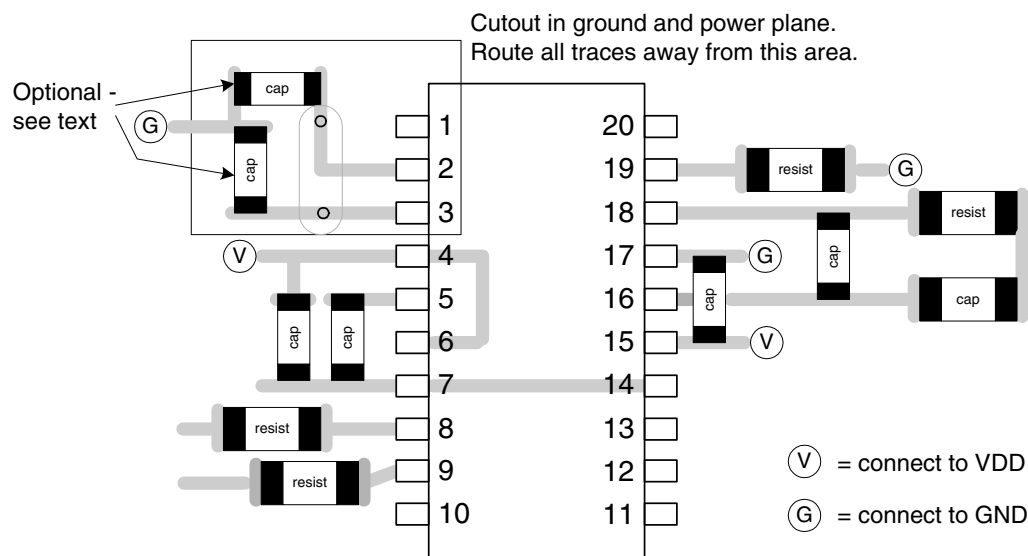 Cutout in ground and power plane.
Route all traces away from this area.
Optional -
see text
cap
G
cap
1
2
3
V
4
5
6
7
cap
cap
8
resist
9
resist
10
20
19
resist
G
18
resist
17
G
cap
16
cap
cap
15
V
14
13
12
11
V = connect to VDD
G = connect to GND